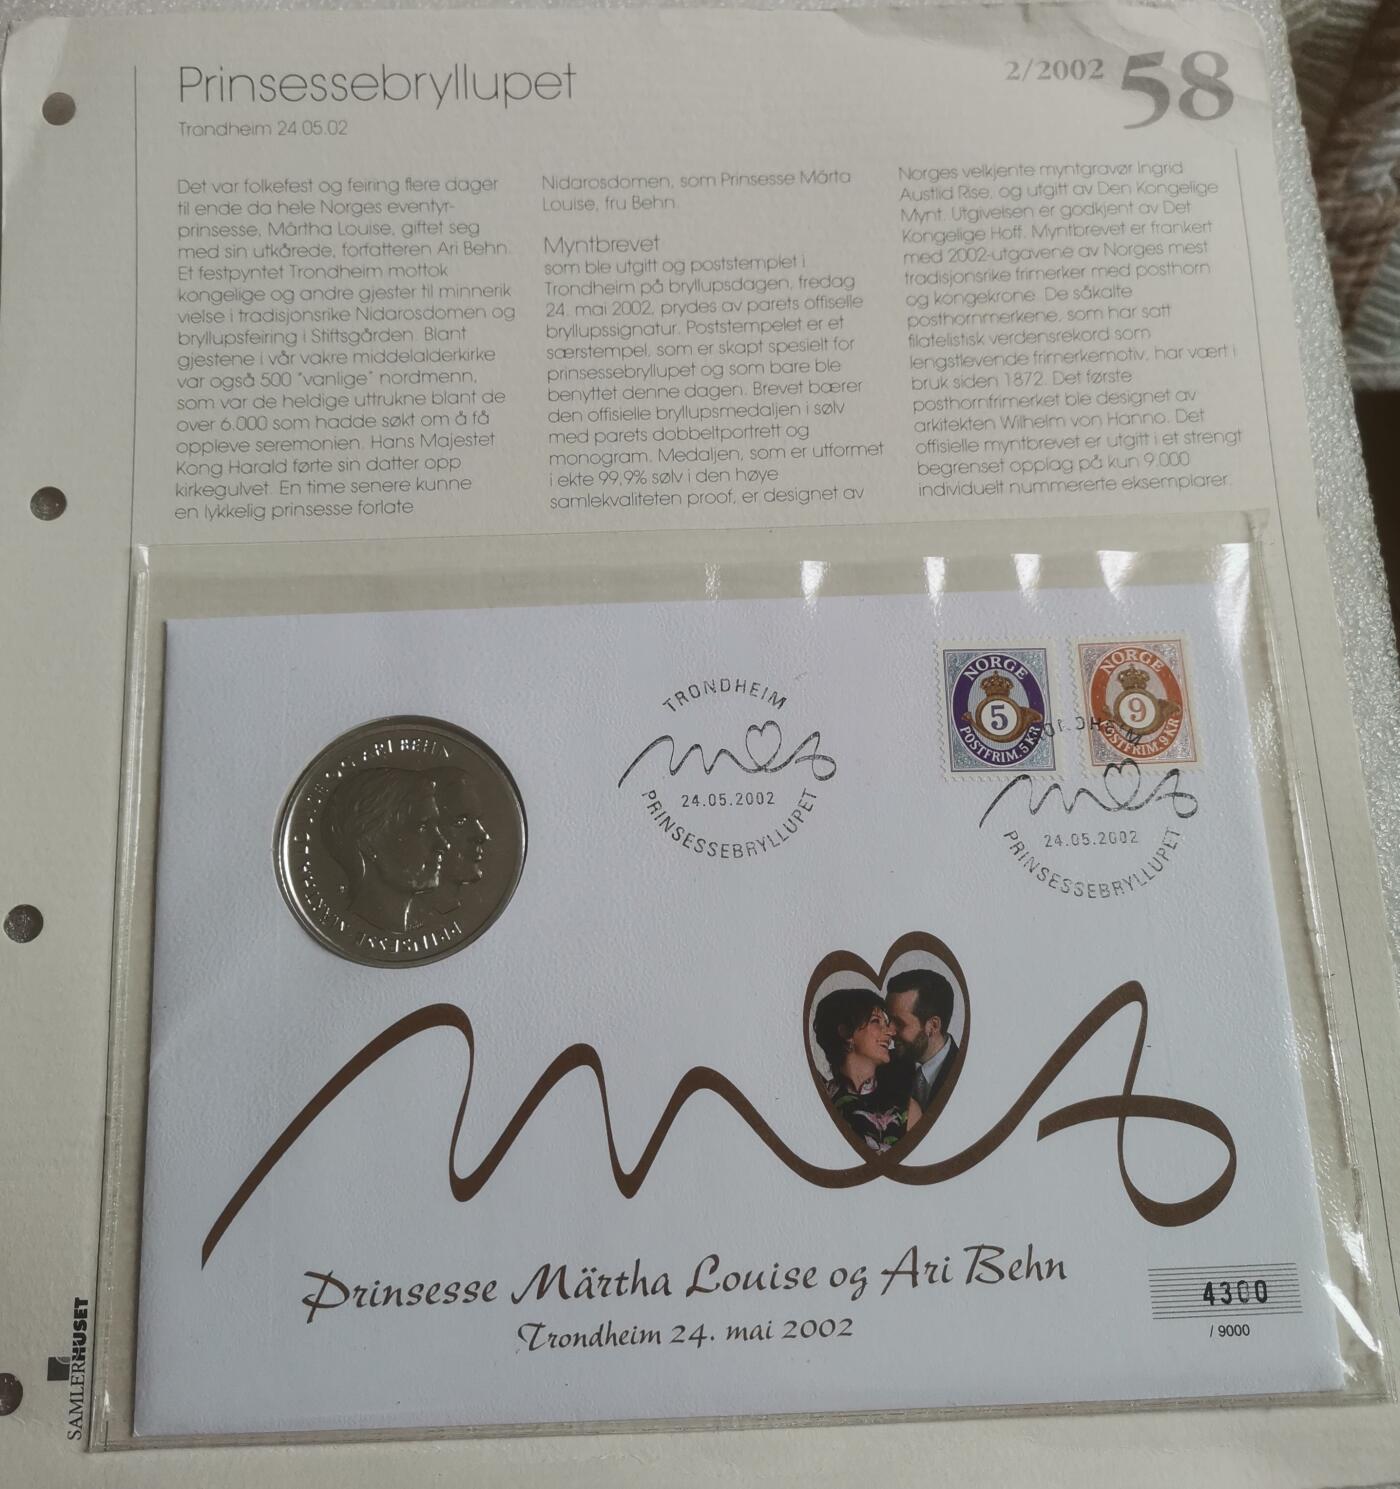 Prinsessebryllupet
Trondheim 24.05.02
2/2002 58
Det var folkefest og feiring flere dager
til ende da hele Norges eventyr-
prinsesse, Märtha Louise, giftet seg
med sin utkårede, forfatteren Ari Behn.
Et festpyntet Trondheim mottok
kongelige og andre gjester til minnerik
vielse i tradisjonsrike Nidarosdomen og
bryllupsfeiring i Stiftsgården. Blant
gjestene i vår vakre middelalderkirke
var også 500 "vanlige" nordmenn,
som var de heldige uttrukne blant de
over 6.000 som hadde søkt om å få
oppleve seremonien. Hans Majestet
Kong Harald førte sin datter opp
kirkegulvet. En time senere kunne
en lykkelig prinsesse forlate
Nidarosdomen, som Prinsesse Märta
Louise, fru Behn.
Myntbrevet
som ble utgitt og poststemplet i
Trondheim på bryllupsdagen, fredag
24. mai 2002, prydes av parets offiselle
bryllupssignatur. Poststempelet er et
særstempel, som er skapt spesielt for
prinsessebryllupet og som bare ble
benyttet denne dagen. Brevet bærer
den offisielle bryllupsmedaljen i sølv
med parets dobbeltportrett og
monogram. Medaljen, som er utformet
i ekte 99,9% sølv i den høye
samlekvaliteten proof, er designet av
Norges velkjente myntgravør Ingrid
Austlid Rise, og utgitt av Den Kongelige
Mynt. Utgivelsen er godkjent av Det
Kongelige Hoff. Myntbrevet er frankert
med 2002-utgavene av Norges mest
tradisjonsrike frimerker med posthorn
og kongekrone. De såkalte
posthornmerkene, som har satt
filatelistisk verdensrekord som
lengstlevende frimerkemotiv, har vært i
bruk siden 1872. Det første
posthornfrimerket ble designet av
arkitekten Wilhelm von Hanno. Det
offisielle myntbrevet er utgitt i et strengt
begrenset opplag på kun 9.000
individuelt nummererte eksemplarer.
TRONDHEIM
24.05.2002
PRINSESSEBRYLLUPET
NORGE
5
POSTFRIM. 5 KR
NORGE
9
POSTFRIM. 9 KR
24.05.2002
PRINSESSEBRYLLUPET
OG ARI BEHN
PRINSESSE
Prinsesse Märtha Louise og Ari Behn
Trondheim 24. mai 2002
4300
/ 9000
SAMLERHUSET